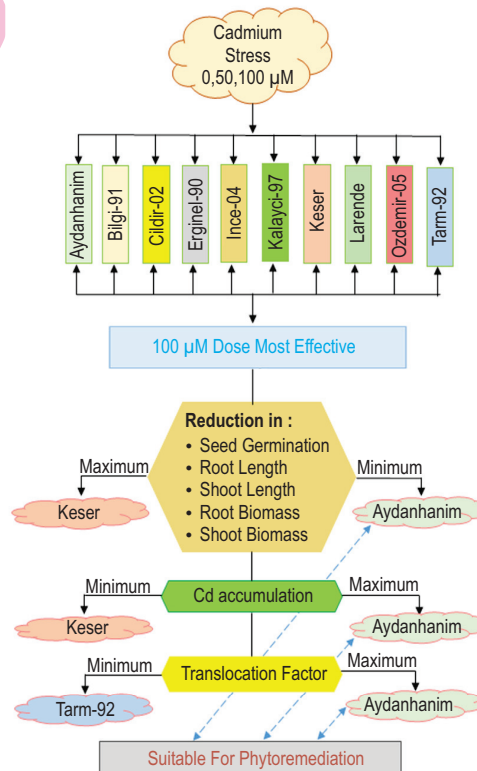 Cadmium
Stress
0,50,100 µM
Aydanhanim
Bilgi-91
Cildir-02
Erginel-90
Ince-04
Kalayci-97
Keser
Larende
Ozdemir-05
Tarm-92
100 µM Dose Most Effective
Reduction in :
• Seed Germination
• Root Length
• Shoot Length
• Root Biomass
• Shoot Biomass
Maximum
Minimum
Keser
Aydanhanim
Minimum
Cd accumulation
Maximum
Keser
Aydanhanim
Minimum
Translocation Factor
Maximum
Tarm-92
Aydanhanim
Suitable For Phytoremediation